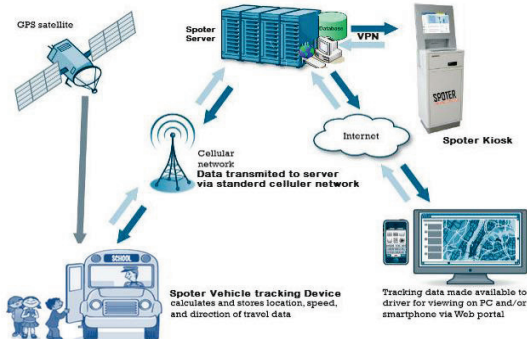 GPS satellite
Spoter
Server
Database
VPN
SPOTER
Spoter Kiosk
Internet
Cellular
network
Data transmited to server
via standerd celluler network
SCHOOL
Spoter Vehicle tracking Device
calculates and stores location, speed,
and direction of travel data
Tracking data made available to
driver for viewing on PC and/or
smartphone via Web portal